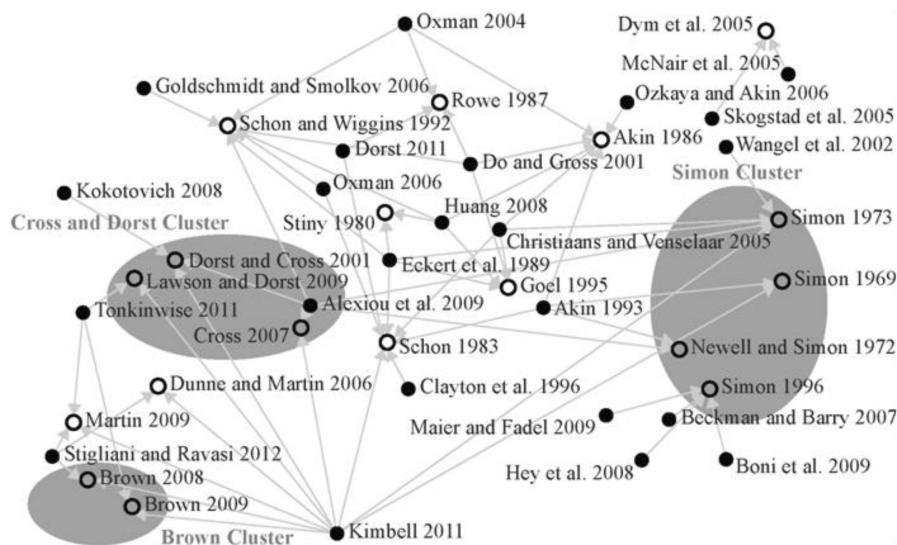 Oxman 2004
Dym et al. 2005
McNair et al. 2005
Goldschmidt and Smolkov 2006
Rowe 1987
Ozkaya and Akin 2006
Skogstad et al. 2005
Schon and Wiggins 1992
Akin 1986
Wangel et al. 2002
Dorst 2011
Do and Gross 2001
Simon Cluster
Kokotovich 2008
Oxman 2006
Huang 2008
Cross and Dorst Cluster
Stiny 1980
Simon 1973
Christiaans and Venselaar 2005
Dorst and Cross 2001
Eckert et al. 1989
Lawson and Dorst 2009
Goel 1995
Simon 1969
Tonkinwise 2011
Alexiou et al. 2009
Akin 1993
Cross 2007
Schon 1983
Newell and Simon 1972
Dunne and Martin 2006
Clayton et al. 1996
Simon 1996
Martin 2009
Maier and Fadel 2009
Beckman and Barry 2007
Stigliani and Ravasi 2012
Hey et al. 2008
Boni et al. 2009
Brown 2008
Brown 2009
Brown Cluster
Kimbell 2011